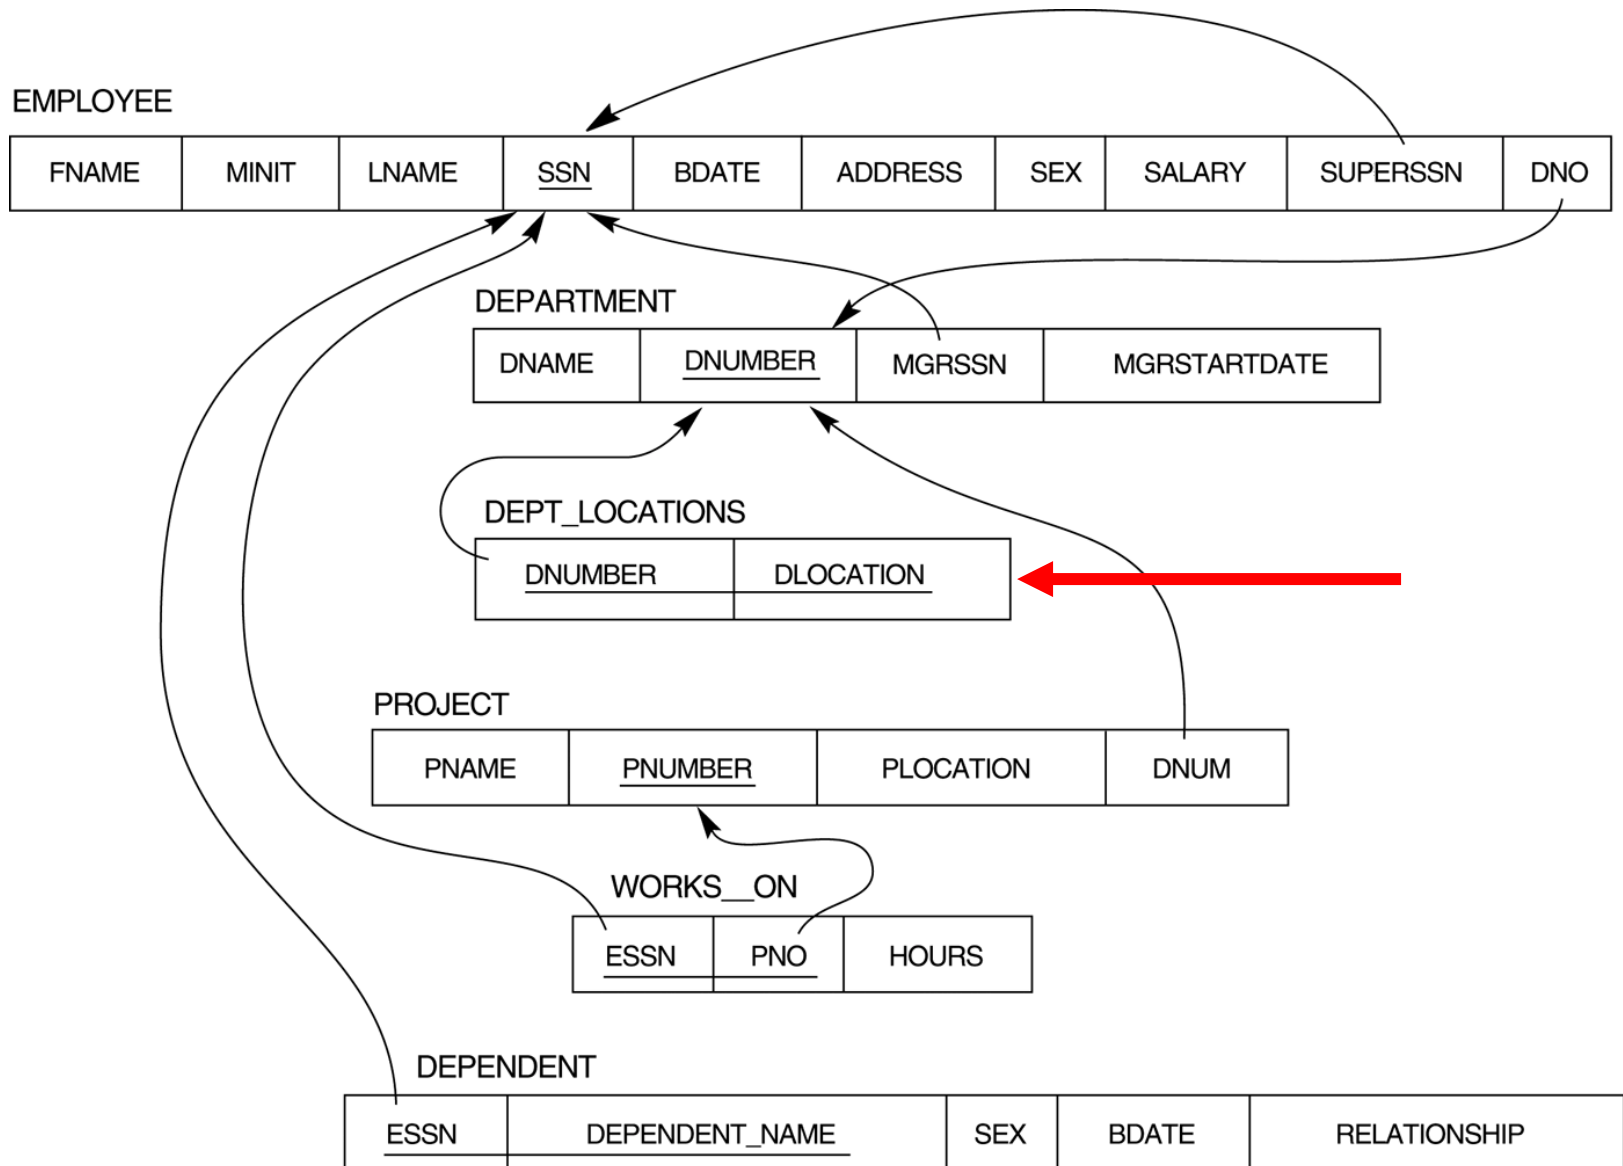 EMPLOYEE
FNAME MINIT LNAME SSN BDATE ADDRESS SEX SALARY SUPERSSN DNO
DEPARTMENT
DNAME DNUMBER MGRSSN MGRSTARTDATE
DEPT_LOCATIONS
DNUMBER DLOCATION
PROJECT
PNAME PNUMBER PLOCATION DNUM
WORKS__ON
ESSN PNO HOURS
DEPENDENT
ESSN DEPENDENT_NAME SEX BDATE RELATIONSHIP